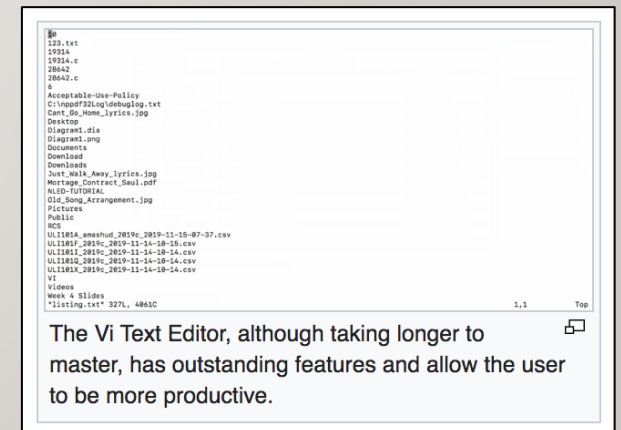 123.txt
19314
19314.c
28642
28642.c
6
Acceptable-Use-Policy
C:\nppdf32Log\debuglog.txt
Cant_Go_Home_lyrics.jpg
Desktop
Diagram1.dia
Diagram1.png
Documents
Download
Downloads
Just_Walk_Away_lyrics.jpg
Mortage_Contract_Saul.pdf
NLED-TUTORIAL
Old_Song_Arrangement.jpg
Pictures
Public
RCS
ULI101A_amashud_2019c_2019-11-15-07-37.csv
ULI101F_2019c_2019-11-14-10-15.csv
ULI101I_2019c_2019-11-14-10-14.csv
ULI101Q_2019c_2019-11-14-10-14.csv
ULI101X_2019c_2019-11-14-10-14.csv
VI
Videos
Week 4 Slides
"listing.txt" 327L, 4061C 1,1 Top
The Vi Text Editor, although taking longer to
master, has outstanding features and allow the user
to be more productive.